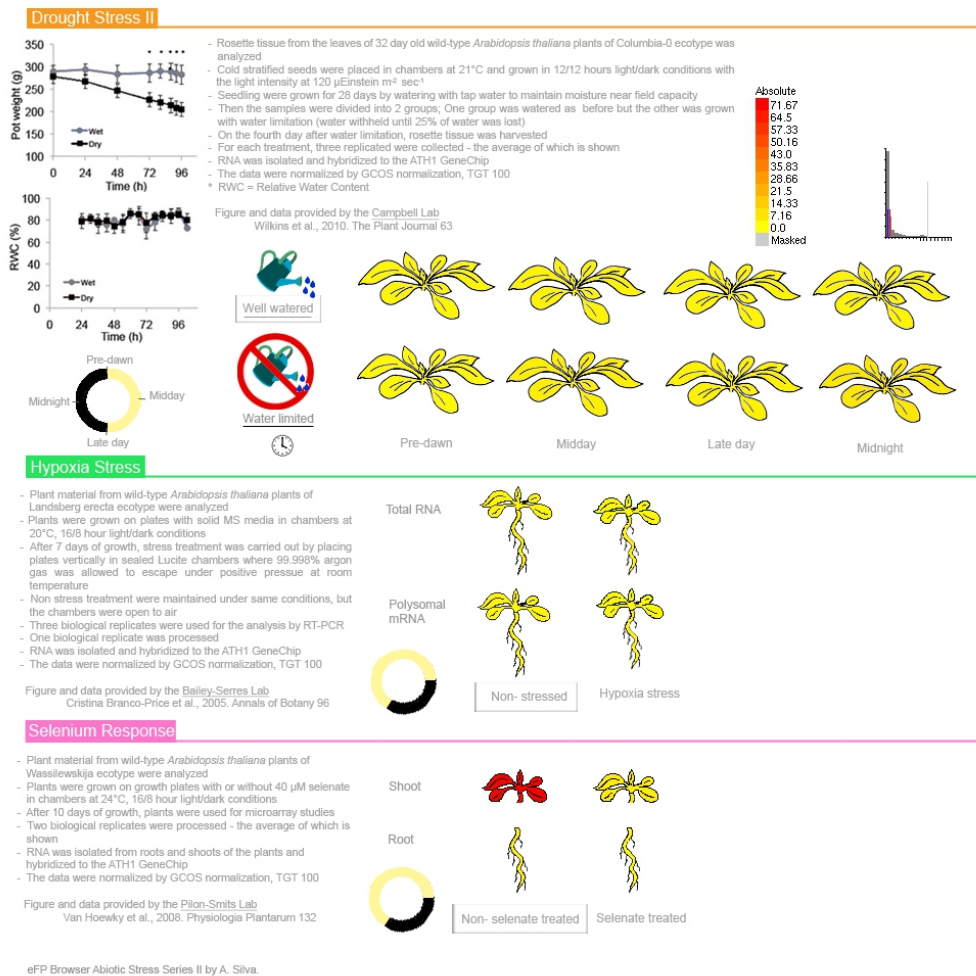 Drought Stress II
350
300
250
200
150
100
Pot weight (g)
Wet
Dry
0 24 48 72 96
Time (h)
- Rosette tissue from the leaves of 32 day old wild-type Arabidopsis thaliana plants of Columbia-0 ecotype was
analyzed
- Cold stratified seeds were placed in chambers at 21°C and grown in 12/12 hours light/dark conditions with
the light intensity at 120 µEinstein m² sec⁻¹
- Seedling were grown for 28 days by watering with tap water to maintain moisture near field capacity
- Then the samples were divided into 2 groups; One group was watered as before but the other was grown
with water limitation (water withheld until 25% of water was lost)
- On the fourth day after water limitation, rosette tissue was harvested
- For each treatment, three replicated were collected - the average of which is shown
- RNA was isolated and hybridized to the ATH1 GeneChip
- The data were normalized by GCOS normalization, TGT 100
* RWC = Relative Water Content
Figure and data provided by the Campbell Lab
Wilkins et al., 2010. The Plant Journal 63
Absolute
71.67
64.5
57.33
50.16
43.0
35.83
28.66
21.5
14.33
7.16
0.0
Masked
100
80
60
40
20
0
RWC (%)
Wet
Dry
0 24 48 72 96
Time (h)
Well watered
Water limited
Pre-dawn
Midnight
Midday
Late day
Pre-dawn
Midday
Late day
Midnight
Hypoxia Stress
- Plant material from wild-type Arabidopsis thaliana plants of
Landsberg erecta ecotype were analyzed
- Plants were grown on plates with solid MS media in chambers at
20°C, 16/8 hour light/dark conditions
- After 7 days of growth, stress treatment was carried out by placing
plates vertically in sealed Lucite chambers where 99.998% argon
gas was allowed to escape under positive pressue at room
temperature
- Non stress treatment were maintained under same conditions, but
the chambers were open to air
- Three biological replicates were used for the analysis by RT-PCR
- One biological replicate was processed
- RNA was isolated and hybridized to the ATH1 GeneChip
- The data were normalized by GCOS normalization, TGT 100
Figure and data provided by the Bailey-Serres Lab
Cristina Branco-Price et al., 2005. Annals of Botany 96
Total RNA
Polysomal
mRNA
Non- stressed
Hypoxia stress
Selenium Response
- Plant material from wild-type Arabidopsis thaliana plants of
Wassilewskija ecotype were analyzed
- Plants were grown on growth plates with or without 40 µM selenate
in chambers at 24°C, 16/8 hour light/dark conditions
- After 10 days of growth, plants were used for microarray studies
- Two biological replicates were processed - the average of which is
shown
- RNA was isolated from roots and shoots of the plants and
hybridized to the ATH1 GeneChip
- The data were normalized by GCOS normalization, TGT 100
Figure and data provided by the Pilon-Smits Lab
Van Hoewky et al., 2008. Physiologia Plantarum 132
Shoot
Root
Non- selenate treated
Selenate treated
eFP Browser Abiotic Stress Series II by A. Silva.